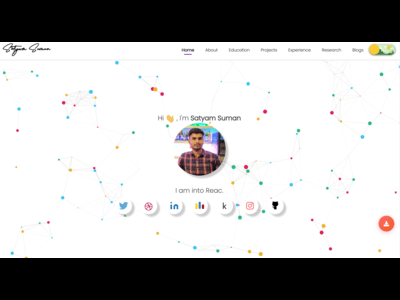 Satyam Suman
Home About Education Projects Experience Research Blogs
Hi 👋 , I'm Satyam Suman
I am into Reac.
k